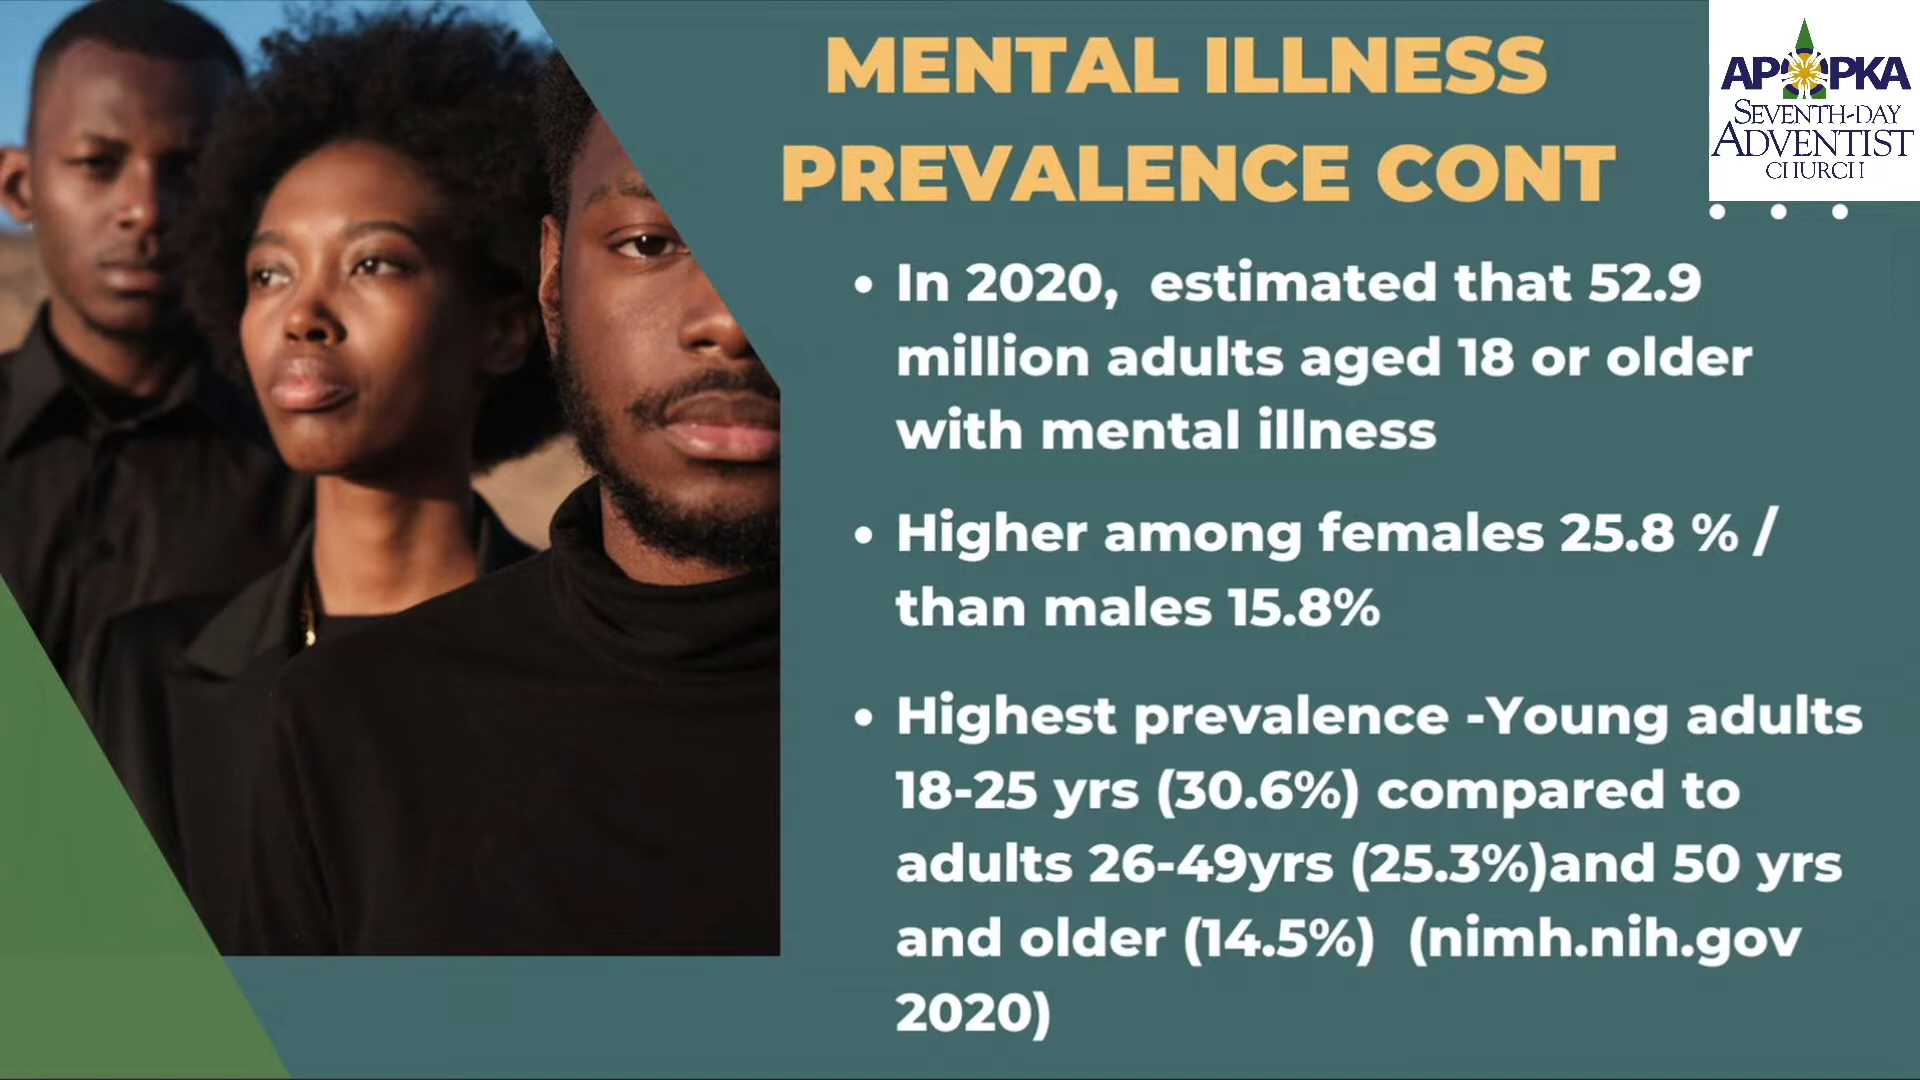 MENTAL ILLNESS
PREVALENCE CONT
APOPKA
SEVENTH-DAY
ADVENTIST
CHURCH
• In 2020,  estimated that 52.9
million adults aged 18 or older
with mental illness
• Higher among females 25.8 % /
than males 15.8%
• Highest prevalence -Young adults
18-25 yrs (30.6%) compared to
adults 26-49yrs (25.3%)and 50 yrs
and older (14.5%)  (nimh.nih.gov
2020)